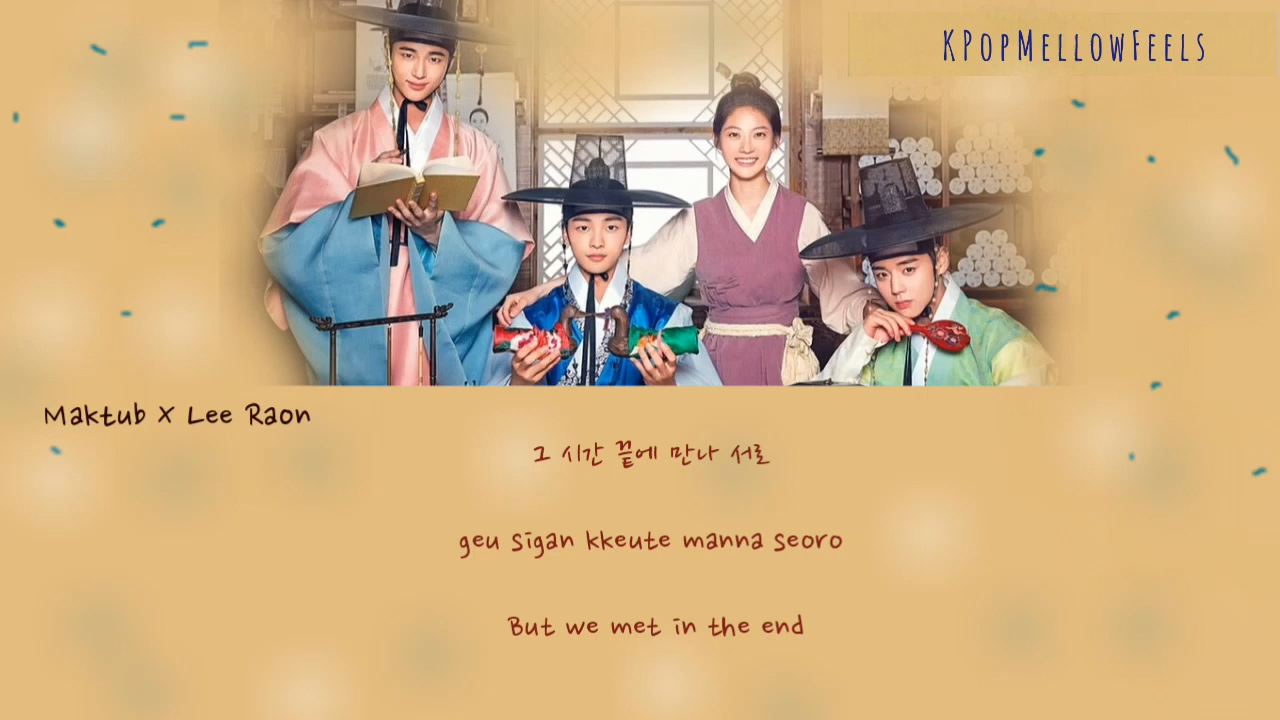 KPopMellowFeels
Maktub X Lee Raon
그 시간 끝에 만나 서로
geu sigan kkeute manna seoro
But we met in the end